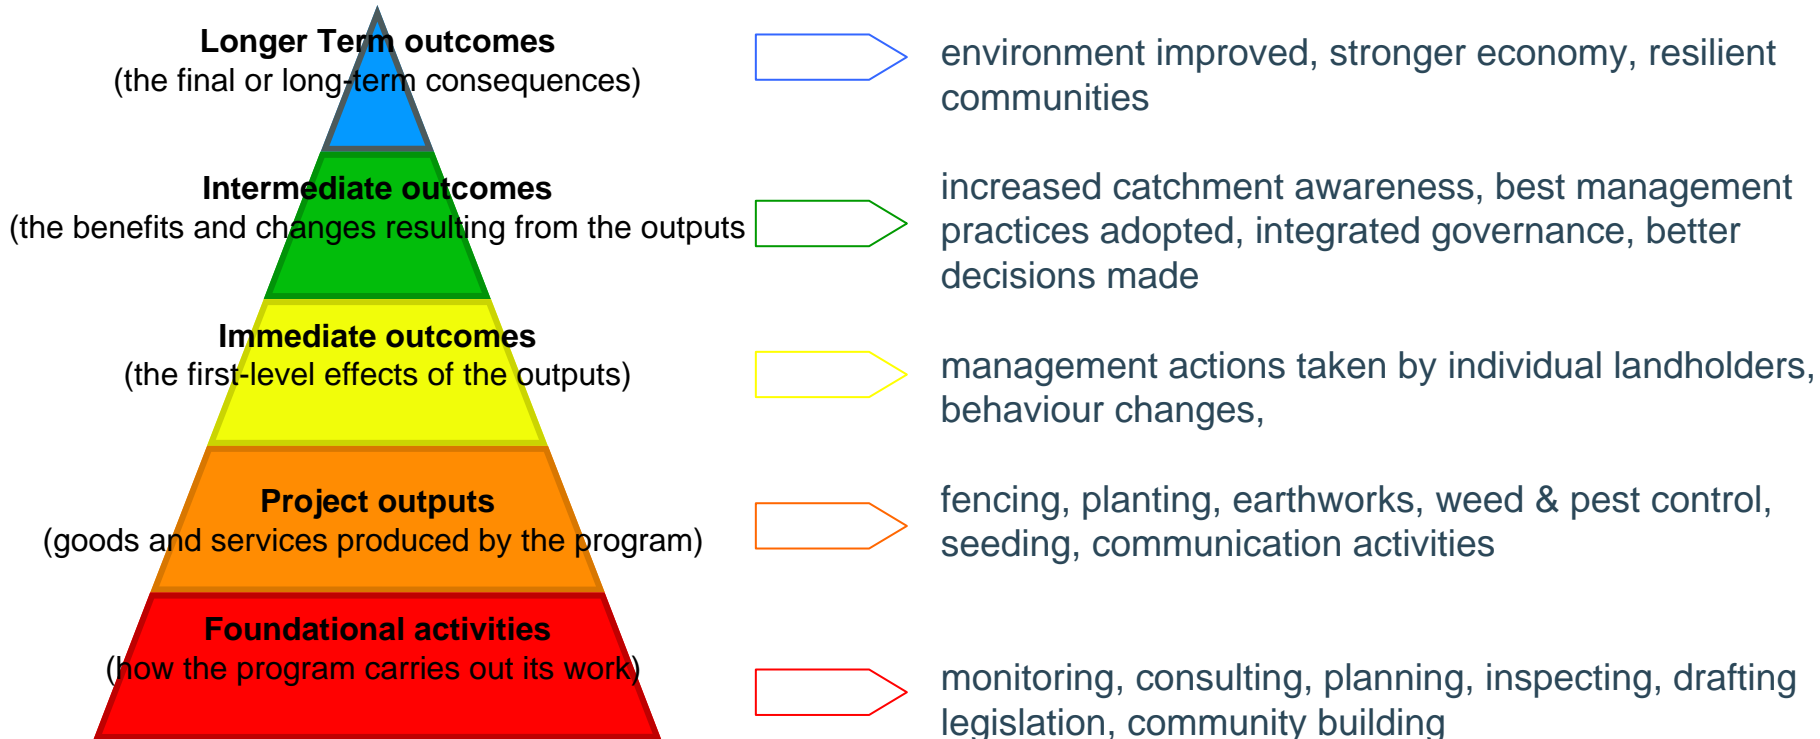 Longer Term outcomes
(the final or long-term consequences)
environment improved, stronger economy, resilient
communities
Intermediate outcomes
(the benefits and changes resulting from the outputs
increased catchment awareness, best management
practices adopted, integrated governance, better
decisions made
Immediate outcomes
(the first-level effects of the outputs)
management actions taken by individual landholders,
behaviour changes,
Project outputs
(goods and services produced by the program)
fencing, planting, earthworks, weed & pest control,
seeding, communication activities
Foundational activities
(how the program carries out its work)
monitoring, consulting, planning, inspecting, drafting
legislation, community building